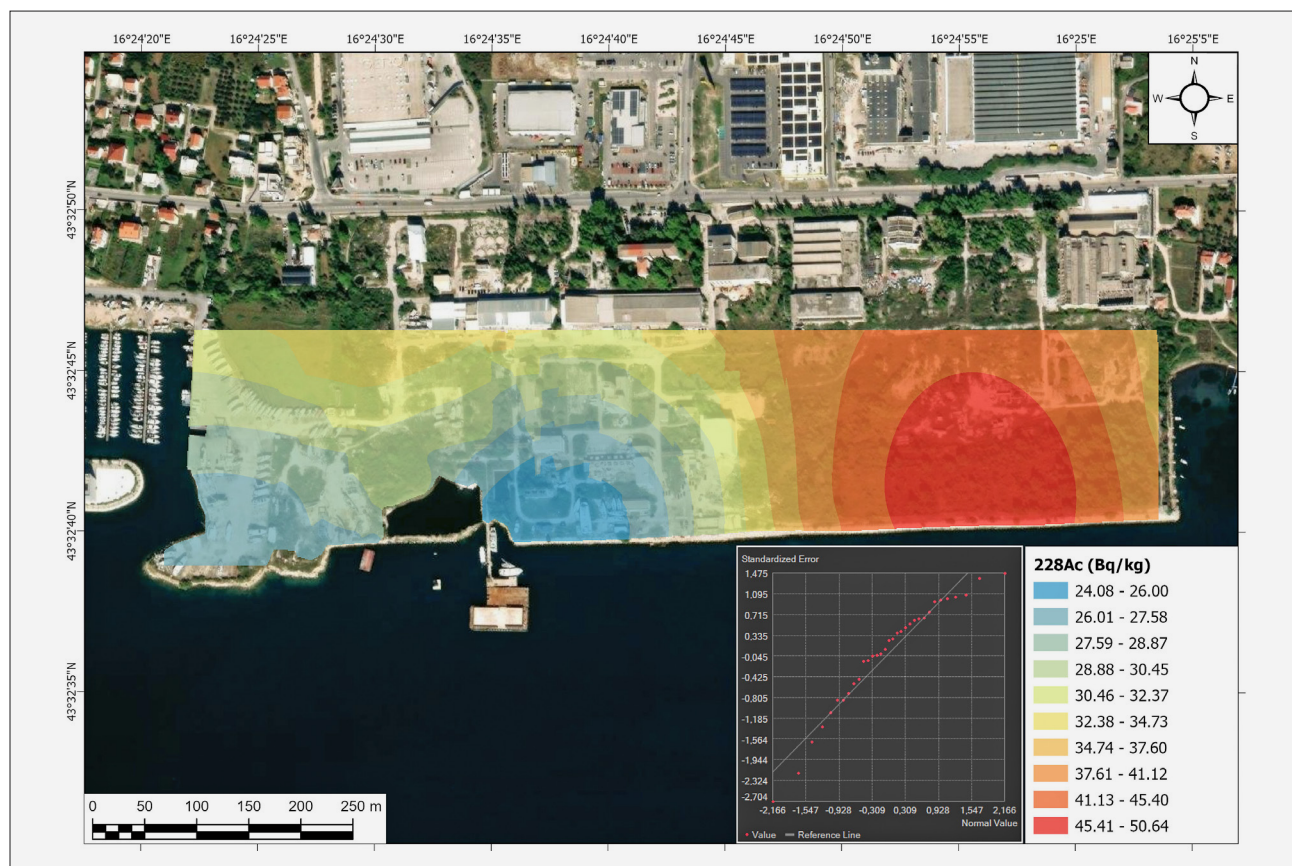 16°24'20"E 16°24'25"E 16°24'30"E 16°24'35"E 16°24'40"E 16°24'45"E 16°24'50"E 16°24'55"E 16°25'E 16°25'5"E
N
W E
S
43°32'50"N
43°32'45"N
43°32'40"N
43°32'35"N
0 50 100 150 200 250 m
Standardized Error
1,475
1,095
0,715
0,335
-0,045
-0,425
-0,805
-1,185
-1,564
-1,944
-2,324
-2,704
-2,166 -1,547 -0,928 -0,309 0,309 0,928 1,547 2,166
Normal Value
Value Reference Line
228Ac (Bq/kg)
24.08 - 26.00
26.01 - 27.58
27.59 - 28.87
28.88 - 30.45
30.46 - 32.37
32.38 - 34.73
34.74 - 37.60
37.61 - 41.12
41.13 - 45.40
45.41 - 50.64